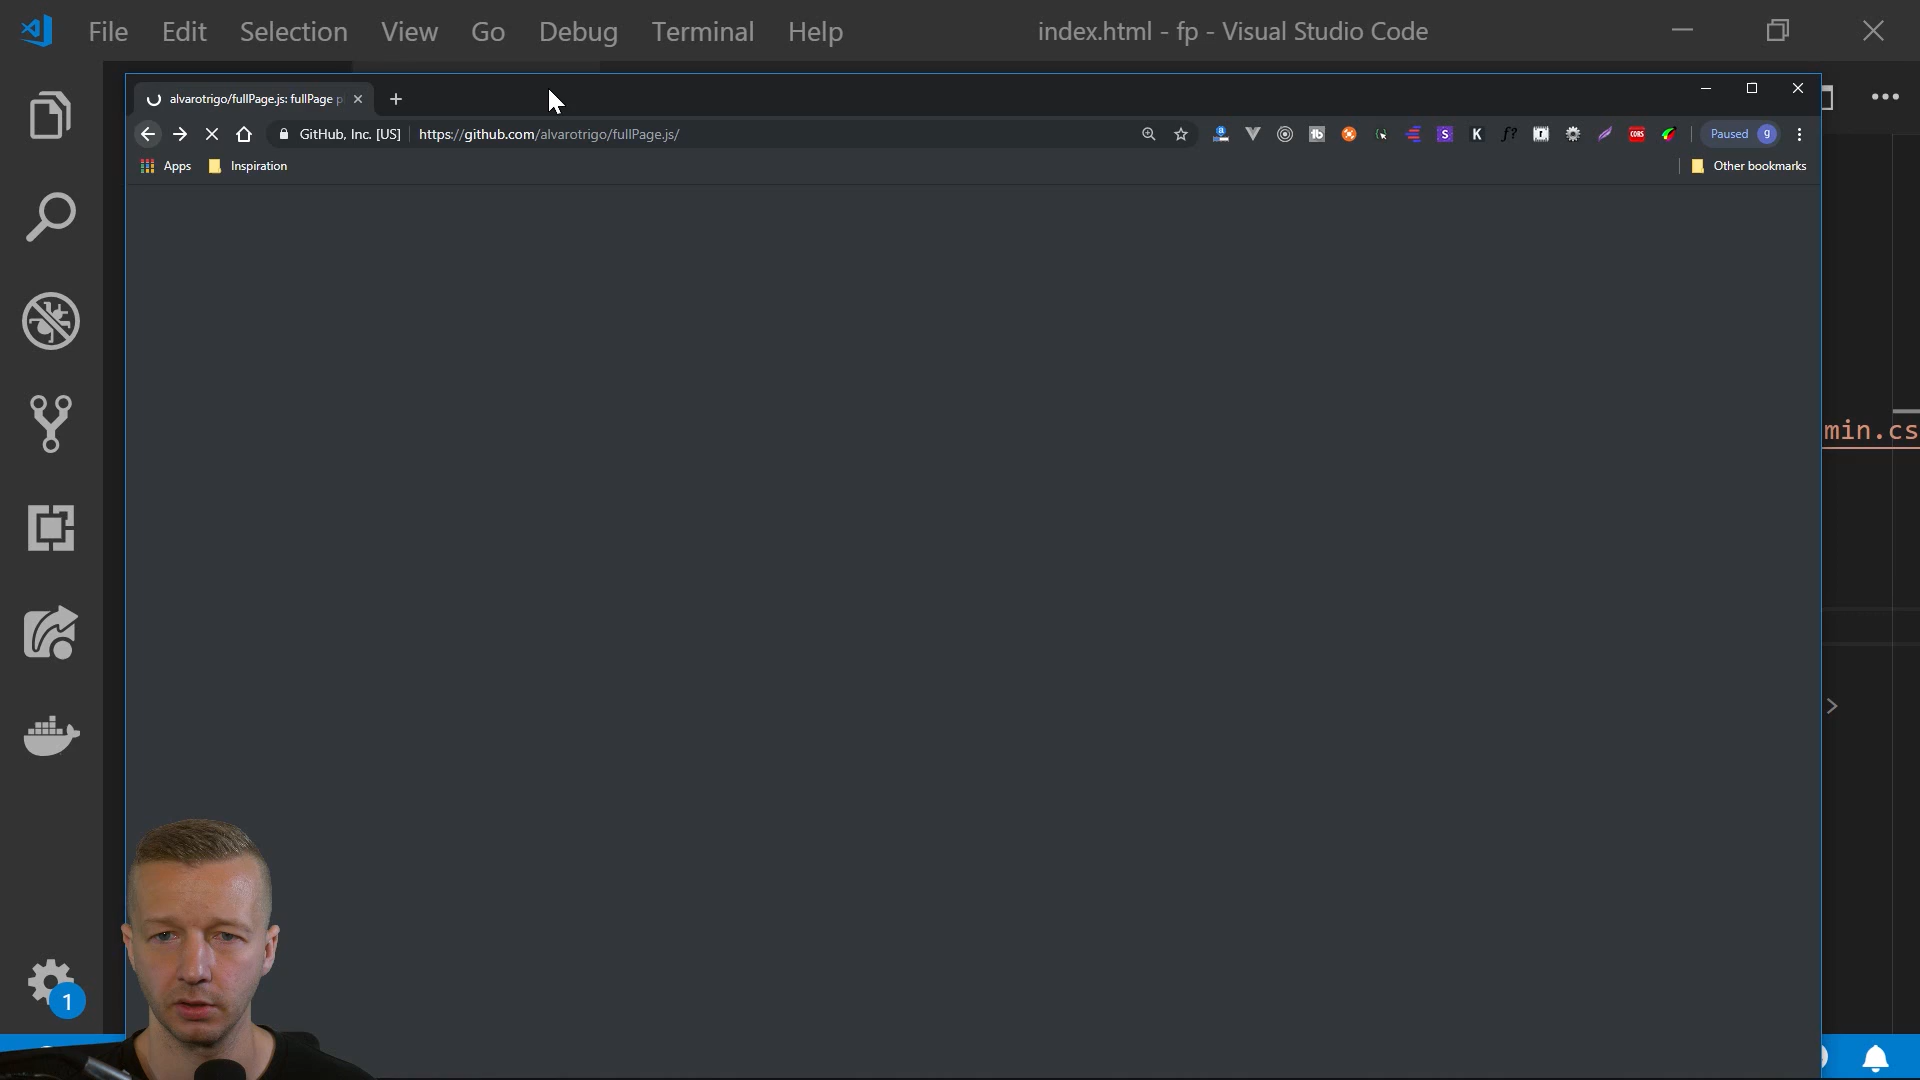 File Edit Selection View Go Debug Terminal Help
index.html - fp - Visual Studio Code
alvarotrigo/fullPage.js: fullPage p
GitHub, Inc. [US] https://github.com/alvarotrigo/fullPage.js/
Paused g
Apps Inspiration
Other bookmarks
min.cs
>
1